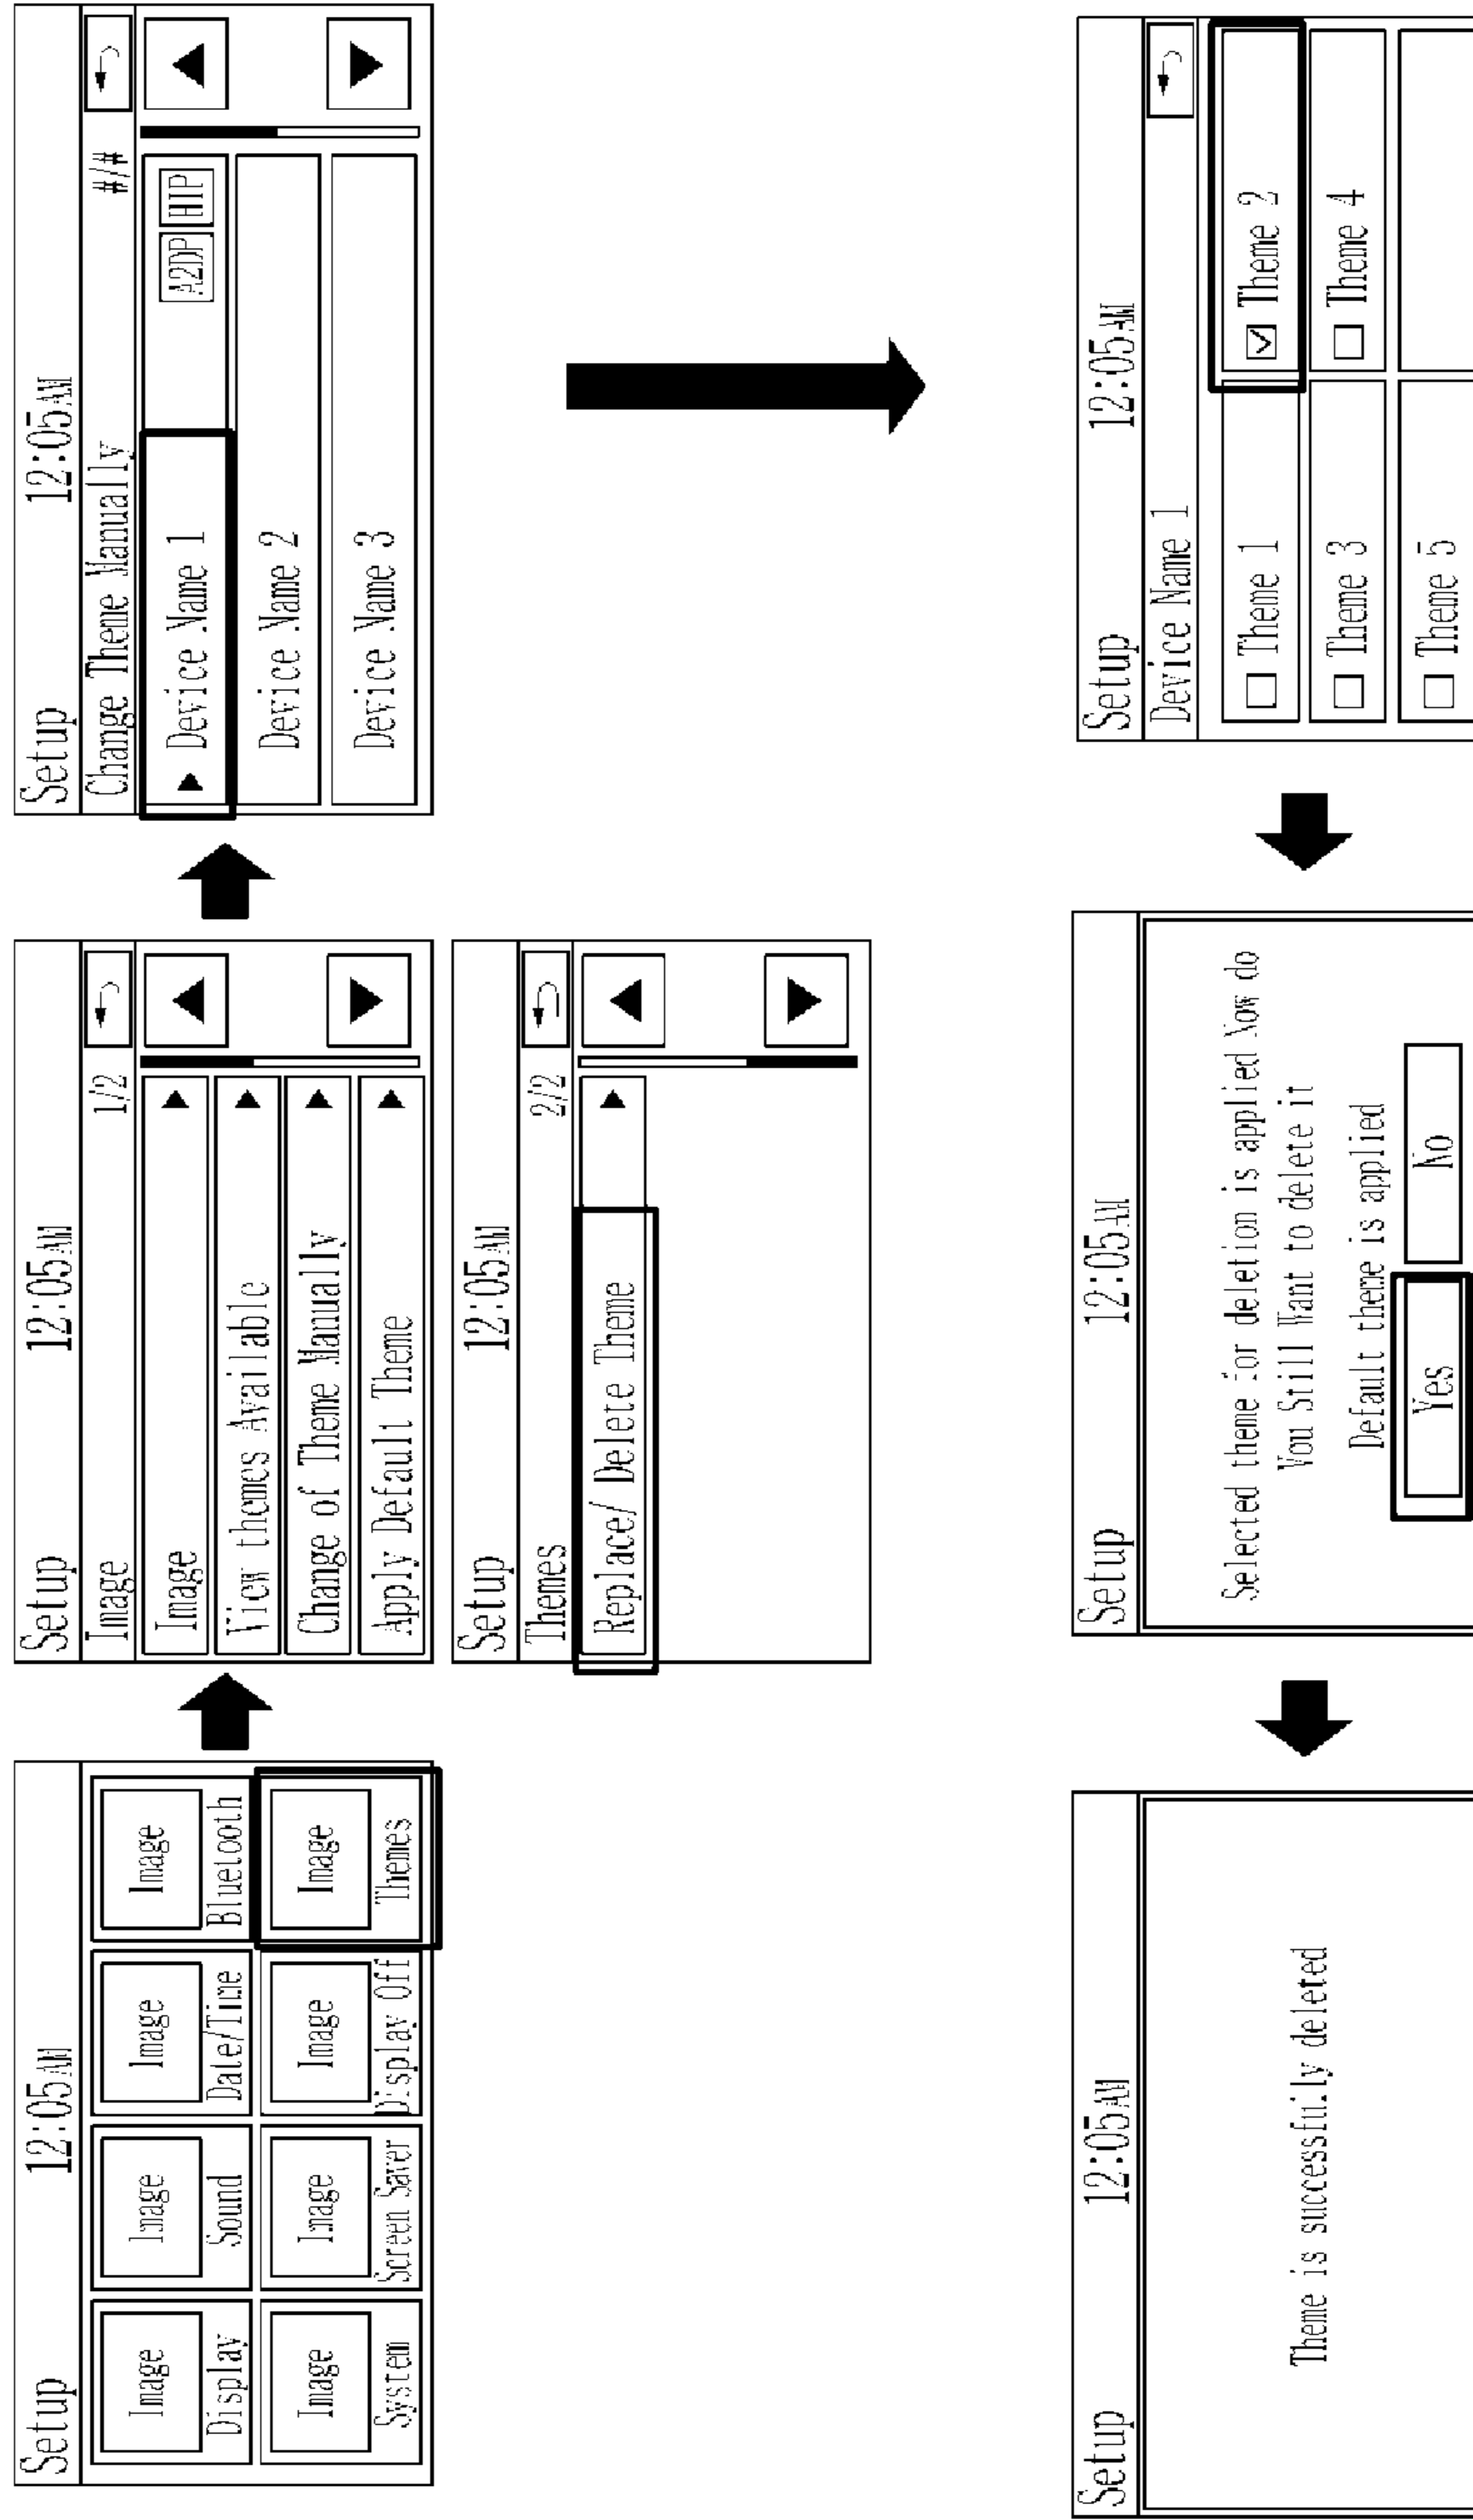 Setup 12:05AM
Image Image Image Image
Display Sound Date/Time Bluetooth
Image Image Image Image
System Screen Saver Display Off Themes
Setup 12:05AM
Image 1/2
Image
View themes Available
Change of Theme Manually
Apply Default Theme
Setup 12:05AM
Themes 2/2
Replace/ Delete Theme
Setup 12:05AM
Change Theme Manually #/#
Device Name 1 A2DP HIP
Device Name 2
Device Name 3
Setup 12:05AM
Device Name 1
Theme 1 Theme 2
Theme 3 Theme 4
Theme 5
Setup 12:05AM
Selected theme for deletion is applied Now do
You Still Want to delete it
Default theme is applied
Yes No
Setup 12:05AM
Theme is successfully deleted